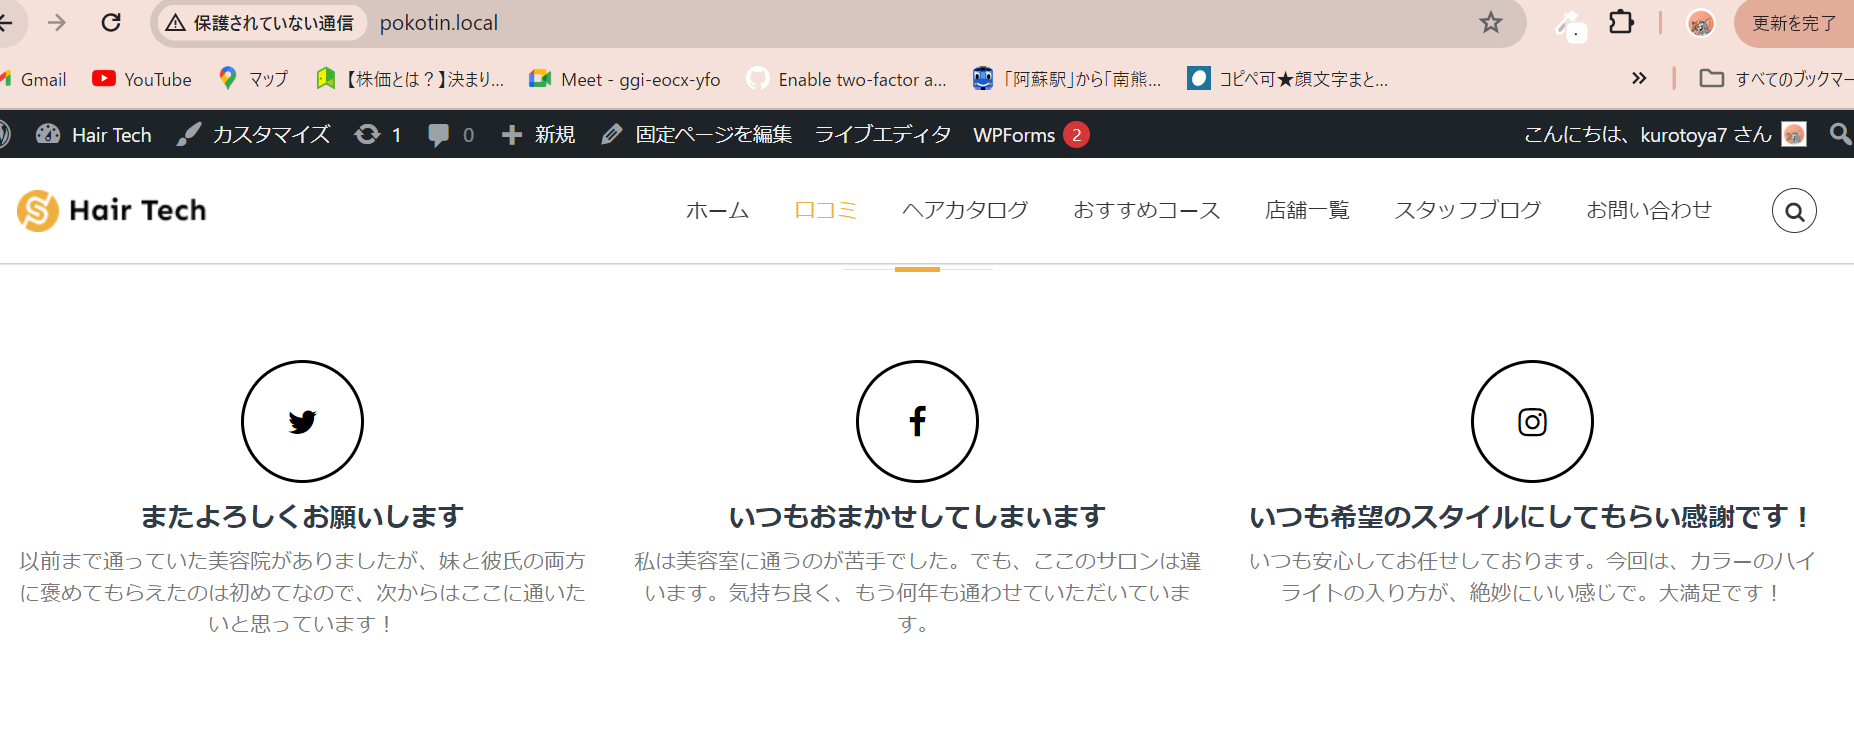 保護されていない通信 pokotin.local 更新を完了
Gmail YouTube マップ 【株価とは？】決まり... Meet - ggi-eocx-yfo Enable two-factor a... 「阿蘇駅」から「南熊... コピペ可★顔文字まと... » すべてのブックマー
Hair Tech カスタマイズ 1 0 新規 固定ページを編集 ライブエディタ WPForms 2 こんにちは、kurotoya7 さん
Hair Tech ホーム 口コミ ヘアカタログ おすすめコース 店舗一覧 スタッフブログ お問い合わせ
またよろしくお願いします
以前まで通っていた美容院がありましたが、妹と彼氏の両方
に褒めてもらえたのは初めてなので、次からはここに通いた
いと思っています！
いつもおまかせしてしまいます
私は美容室に通うのが苦手でした。でも、ここのサロンは違
います。気持ち良く、もう何年も通わせていただいていま
す。
いつも希望のスタイルにしてもらい感謝です！
いつも安心してお任せしております。今回は、カラーのハイ
ライトの入り方が、絶妙にいい感じで。大満足です！